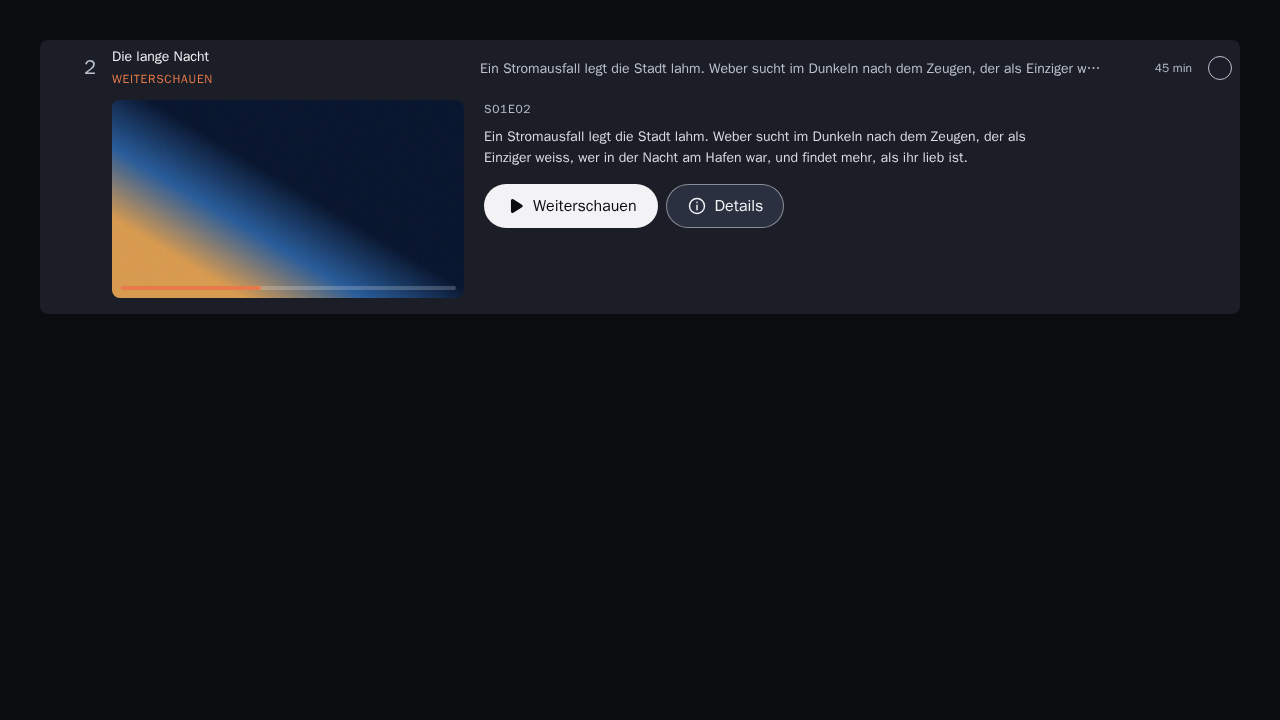 2
Die lange Nacht
WEITERSCHAUEN
Ein Stromausfall legt die Stadt lahm. Weber sucht im Dunkeln nach dem Zeugen, der als Einziger w…
45 min
S01E02
Ein Stromausfall legt die Stadt lahm. Weber sucht im Dunkeln nach dem Zeugen, der als
Einziger weiss, wer in der Nacht am Hafen war, und findet mehr, als ihr lieb ist.
Weiterschauen
Details